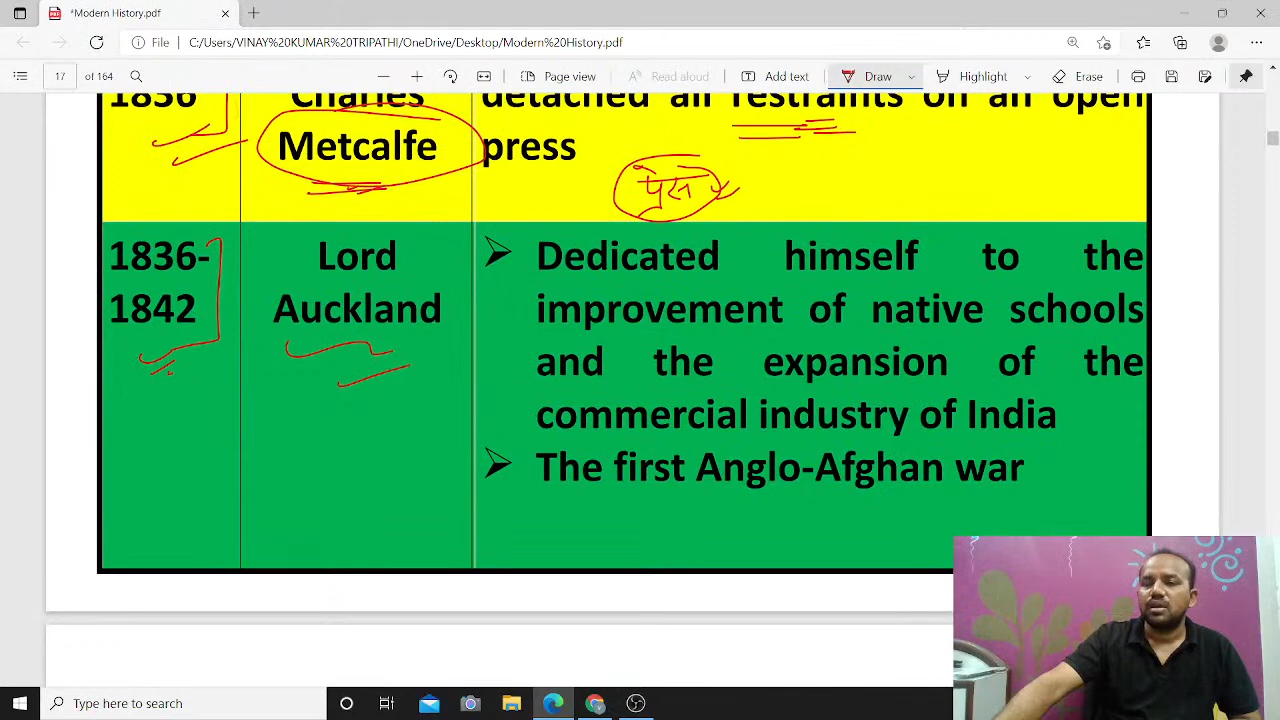 *Modern History.pdf
File
C:/Users/VINAY%20KUMAR%20TRIPATHI/OneDrive/Desktop/Modern%20History.pdf
17 of 164
Page view
Read aloud
Add text
Draw
Highlight
Erase
1836 Charles detached all restraints on an open
Metcalfe press
प्रेस
1836- Lord Dedicated himself to the
1842 Auckland improvement of native schools
and the expansion of the
commercial industry of India
The first Anglo-Afghan war
Type here to search